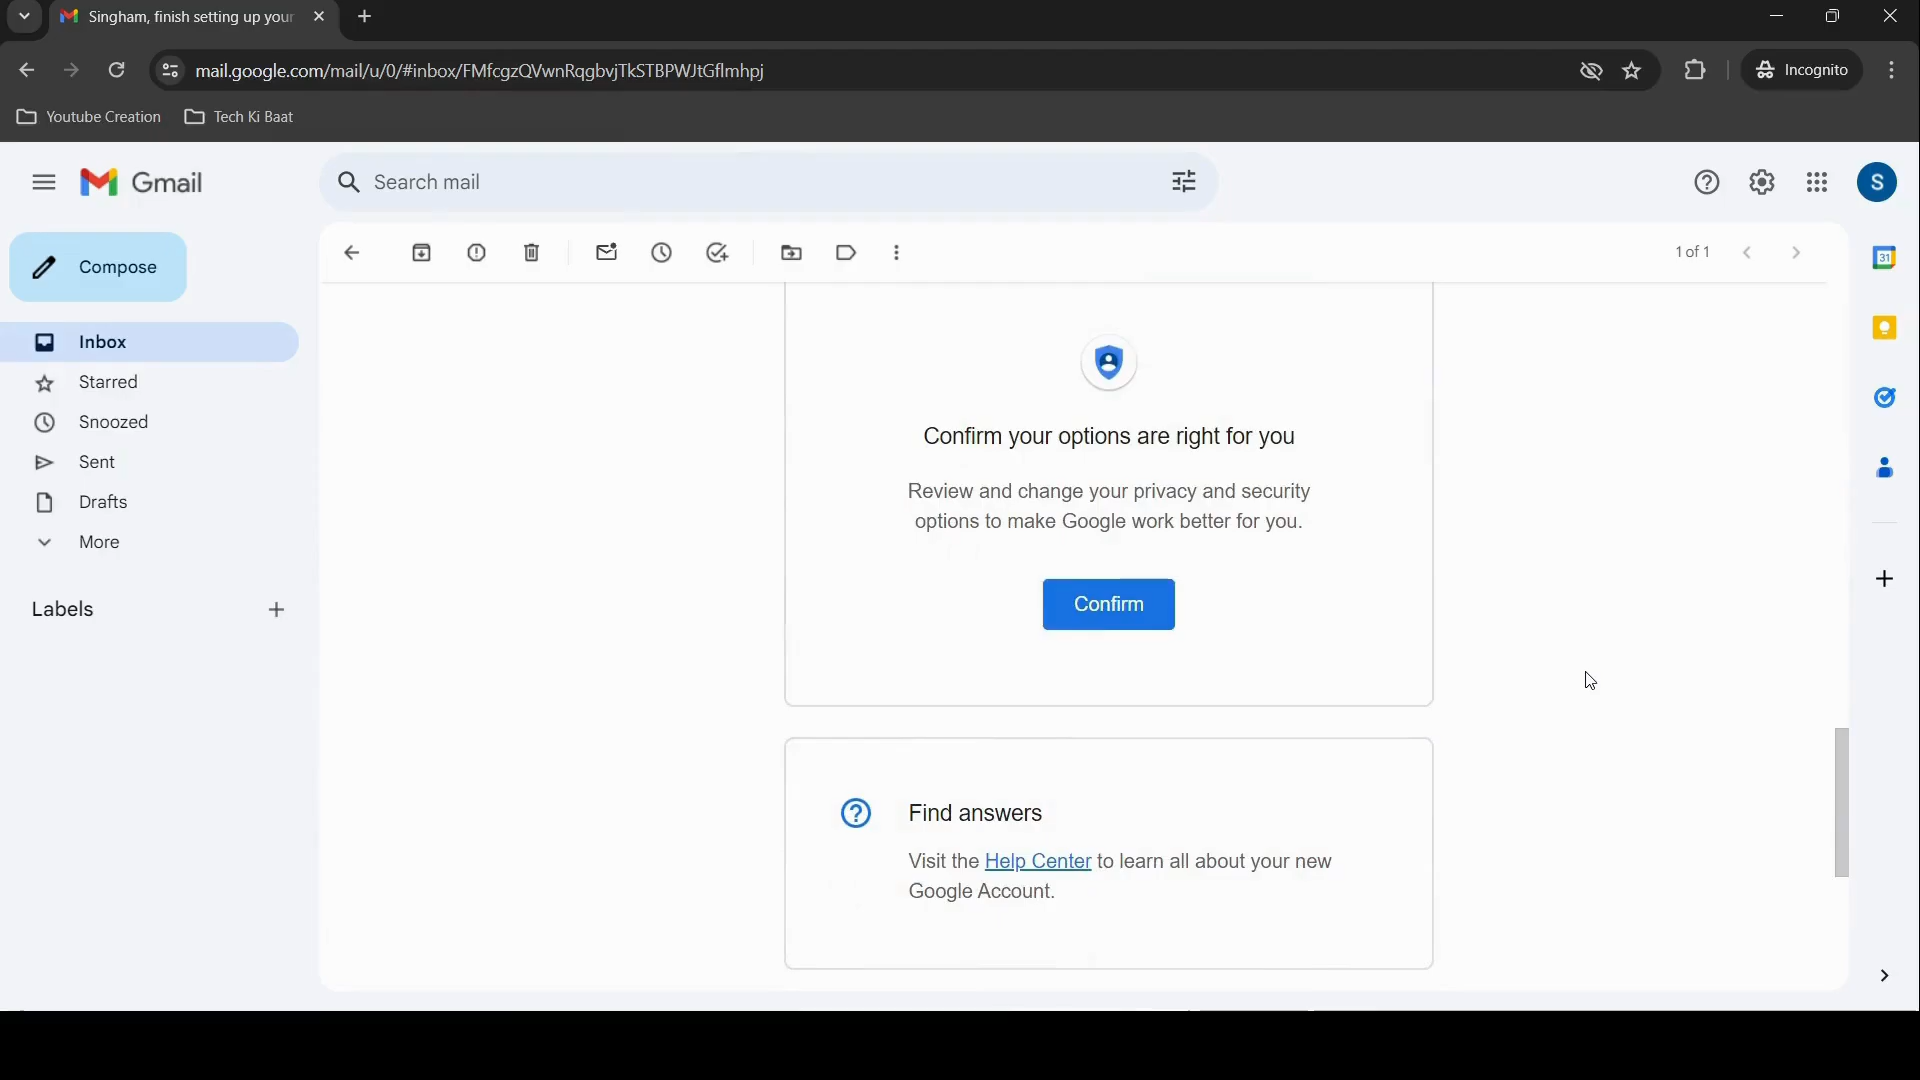 Singham, finish setting up your
mail.google.com/mail/u/0/#inbox/FMfcgzQVwnRqgbvjTkSTBPWJtGflmhpj
Incognito
Youtube Creation
Tech Ki Baat
Gmail
Search mail
S
Compose
1 of 1
31
Inbox
Starred
Snoozed
Sent
Drafts
More
Labels
Confirm your options are right for you
Review and change your privacy and security
options to make Google work better for you.
Confirm
Find answers
Visit the Help Center to learn all about your new
Google Account.